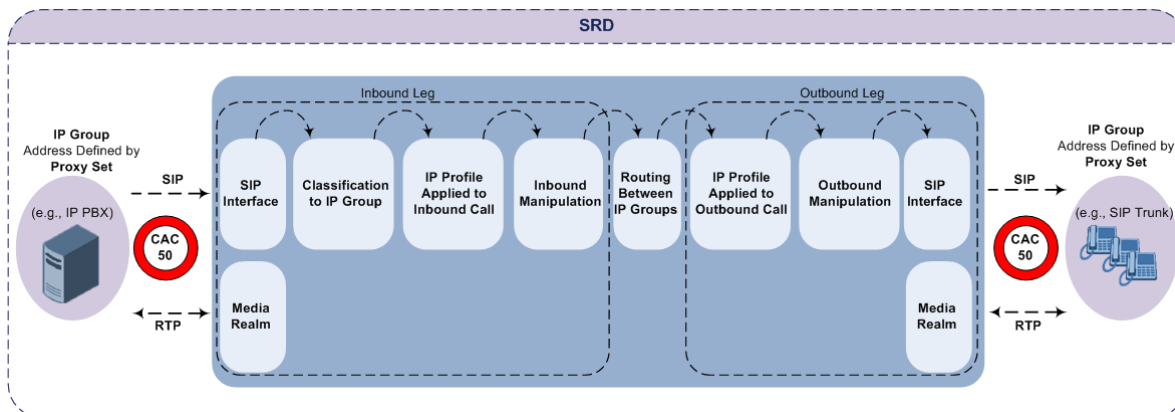 SRD
Inbound Leg
Outbound Leg
IP Group
Address Defined by
Proxy Set
(e.g., IP PBX)
SIP
CAC
50
RTP
SIP
Interface
Classification
to IP Group
IP Profile
Applied to
Inbound Call
Inbound
Manipulation
Routing
Between
IP Groups
IP Profile
Applied to
Outbound Call
Outbound
Manipulation
SIP
Interface
Media
Realm
Media
Realm
SIP
CAC
50
RTP
IP Group
Address Defined by
Proxy Set
(e.g., SIP Trunk)